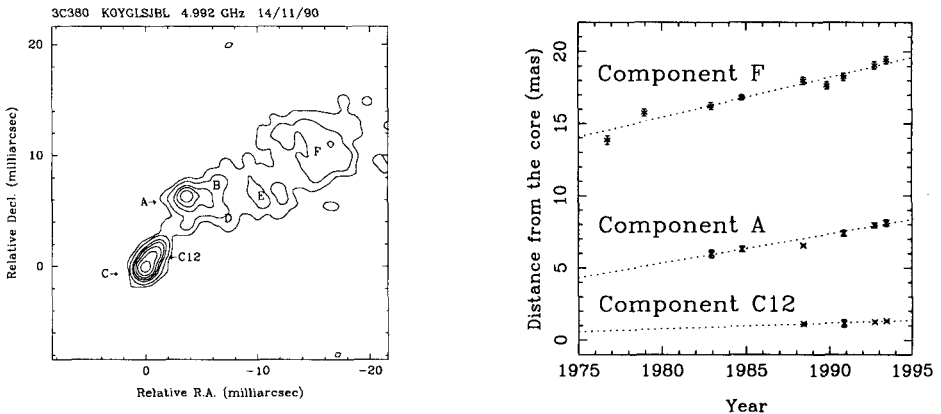 3C380 KOYGLSJBL 4.992 GHz 14/11/90
20
10
0
Relative Decl. (milliarcsec)
A→
B
D
E
F
C→
←C12
0
-10
-20
Relative R.A. (milliarcsec)
20
15
10
5
0
Distance from the core (mas)
Component F
Component A
Component C12
1975
1980
1985
1990
1995
Year